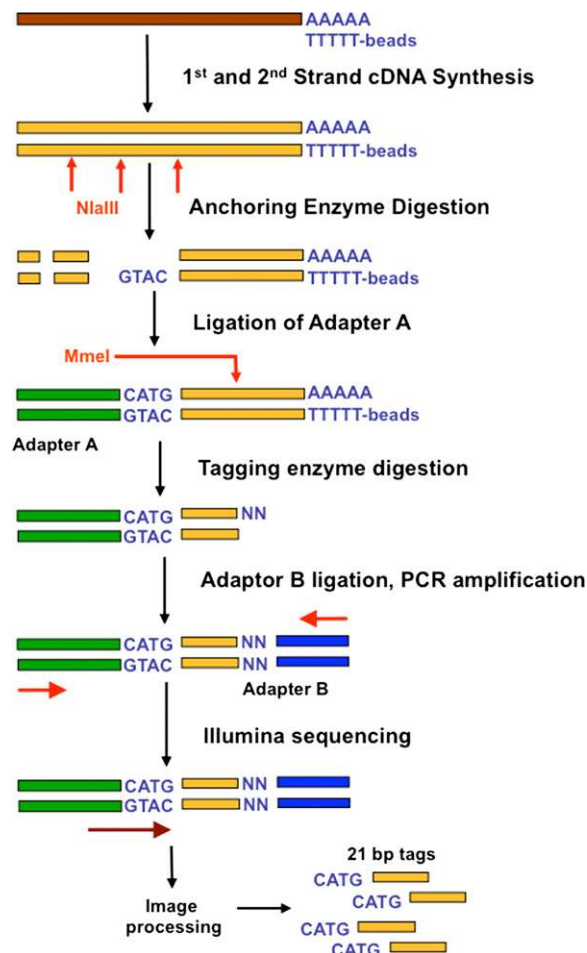 AAAAA
TTTTT-beads
1st and 2nd Strand cDNA Synthesis
AAAAA
TTTTT-beads
NlaIII
Anchoring Enzyme Digestion
AAAAA
GTAC TTTTT-beads
Ligation of Adapter A
MmeI
CATG AAAAA
GTAC TTTTT-beads
Adapter A
Tagging enzyme digestion
CATG NN
GTAC
Adaptor B ligation, PCR amplification
CATG NN
GTAC NN
Adapter B
Illumina sequencing
CATG NN
GTAC NN
21 bp tags
CATG
CATG
Image
processing
CATG
CATG